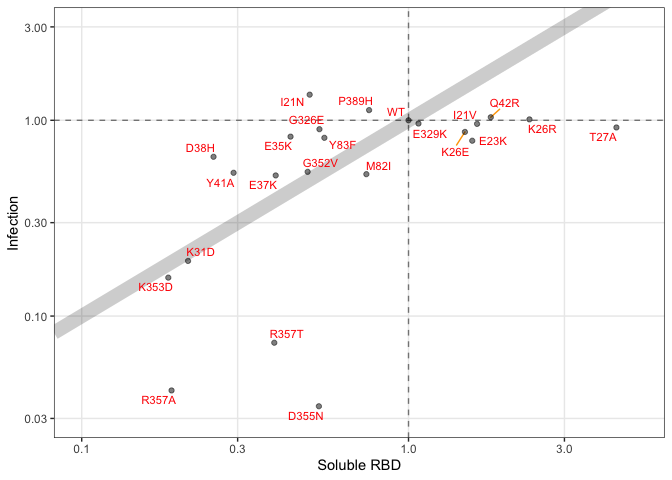 3.00
I21N
P389H
Q42R
WT
I21V
1.00
G326E
E329K
K26R
E35K
Y83F
K26E
E23K
T27A
D38H
G352V
M82I
Y41A
E37K
Infection
0.30
K31D
K353D
0.10
R357T
R357A
D355N
0.03
0.1
0.3
1.0
3.0
Soluble RBD